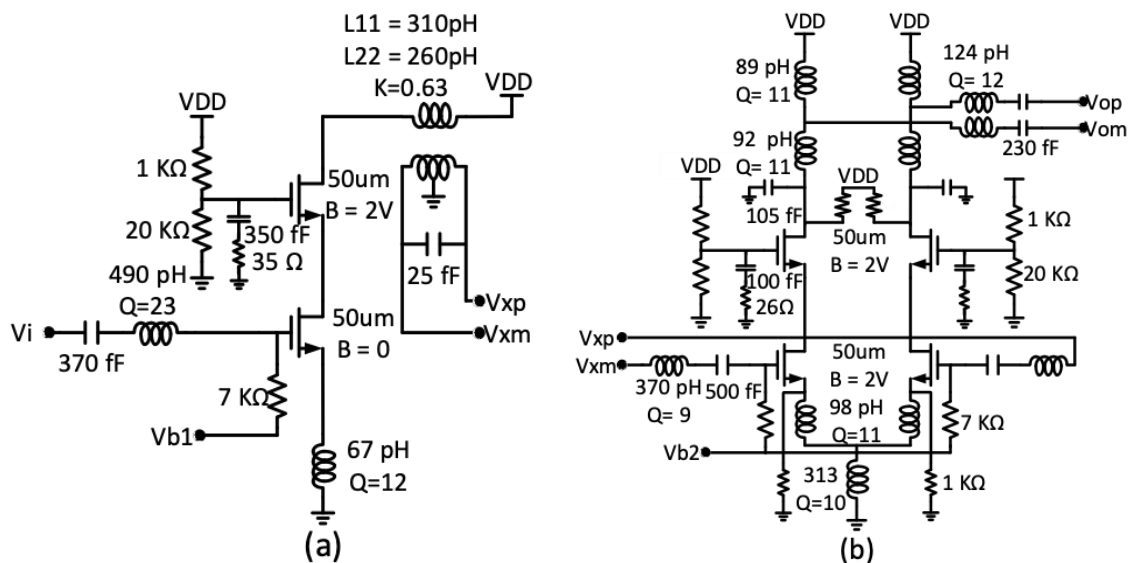 L11 = 310pH
L22 = 260pH
K=0.63
VDD
VDD
1 KΩ
50um
B = 2V
20 KΩ
350 fF
35 Ω
25 fF
490 pH
Q=23
Vxp
Vi
50um
Vxm
B = 0
370 fF
7 KΩ
Vb1
67 pH
Q=12
(a)
VDD
VDD
89 pH
Q= 11
124 pH
Q= 12
Vop
Vom
92 pH
Q= 11
230 fF
VDD
VDD
105 fF
50um
B = 2V
1 KΩ
100 fF
26Ω
20 KΩ
Vxp
Vxm
50um
B = 2V
370 pH
Q= 9
500 fF
98 pH
Q=11
7 KΩ
Vb2
313
Q=10
1 KΩ
(b)